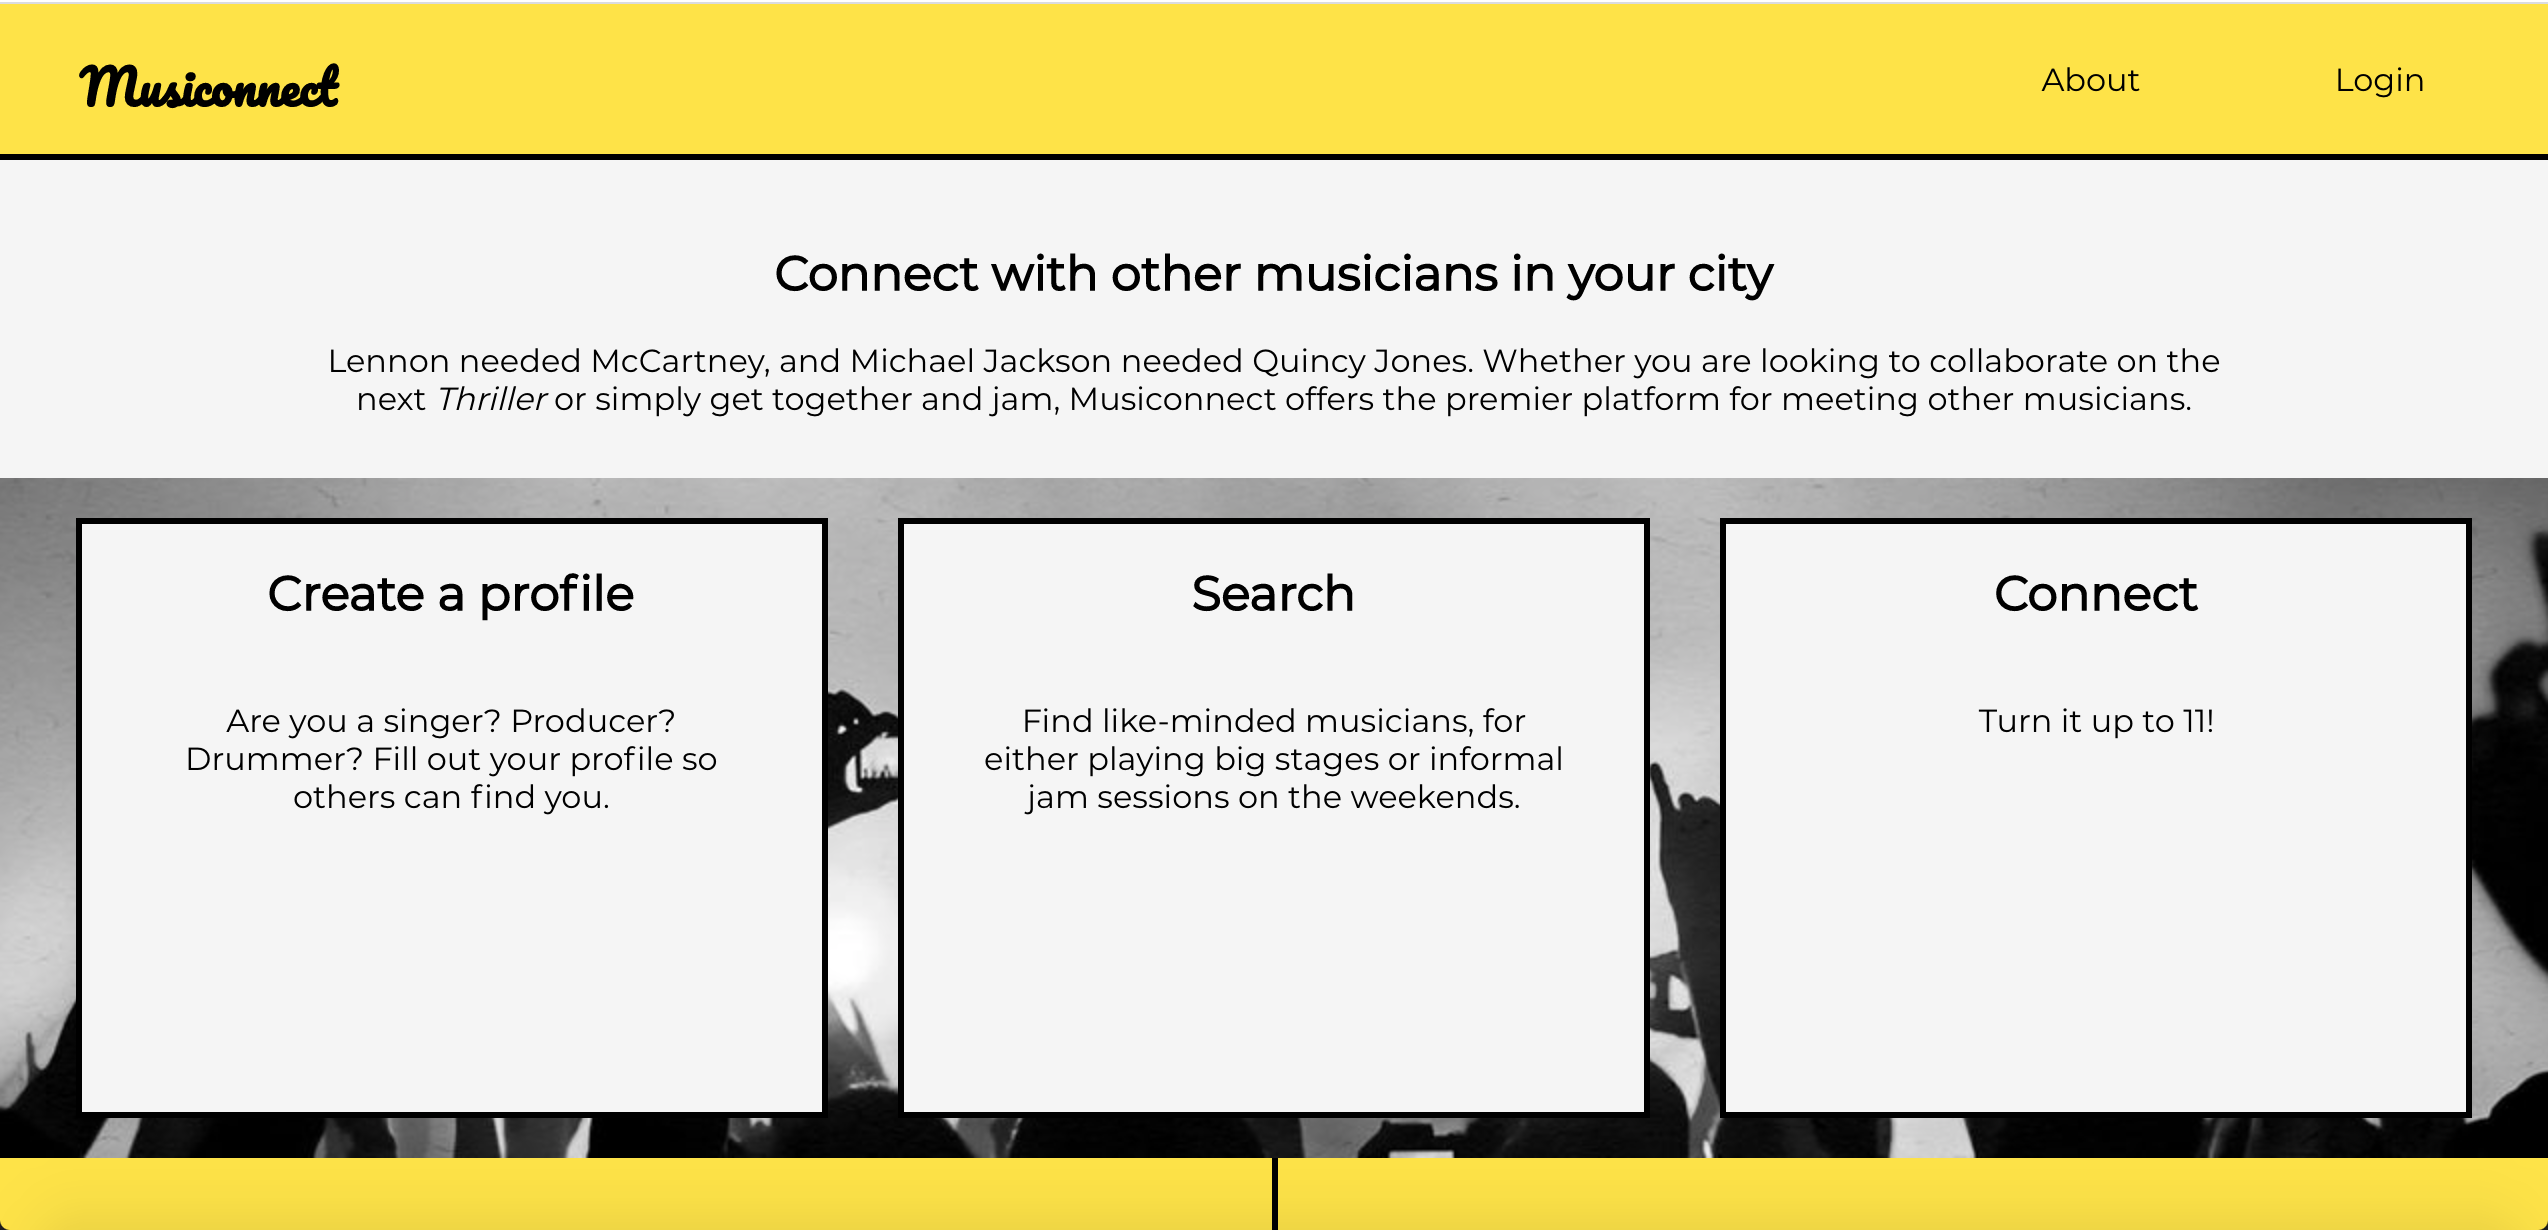 Musiconnect
About
Login
Connect with other musicians in your city
Lennon needed McCartney, and Michael Jackson needed Quincy Jones. Whether you are looking to collaborate on the
next Thriller or simply get together and jam, Musiconnect offers the premier platform for meeting other musicians.
Create a profile
Are you a singer? Producer?
Drummer? Fill out your profile so
others can find you.
Search
Find like-minded musicians, for
either playing big stages or informal
jam sessions on the weekends.
Connect
Turn it up to 11!